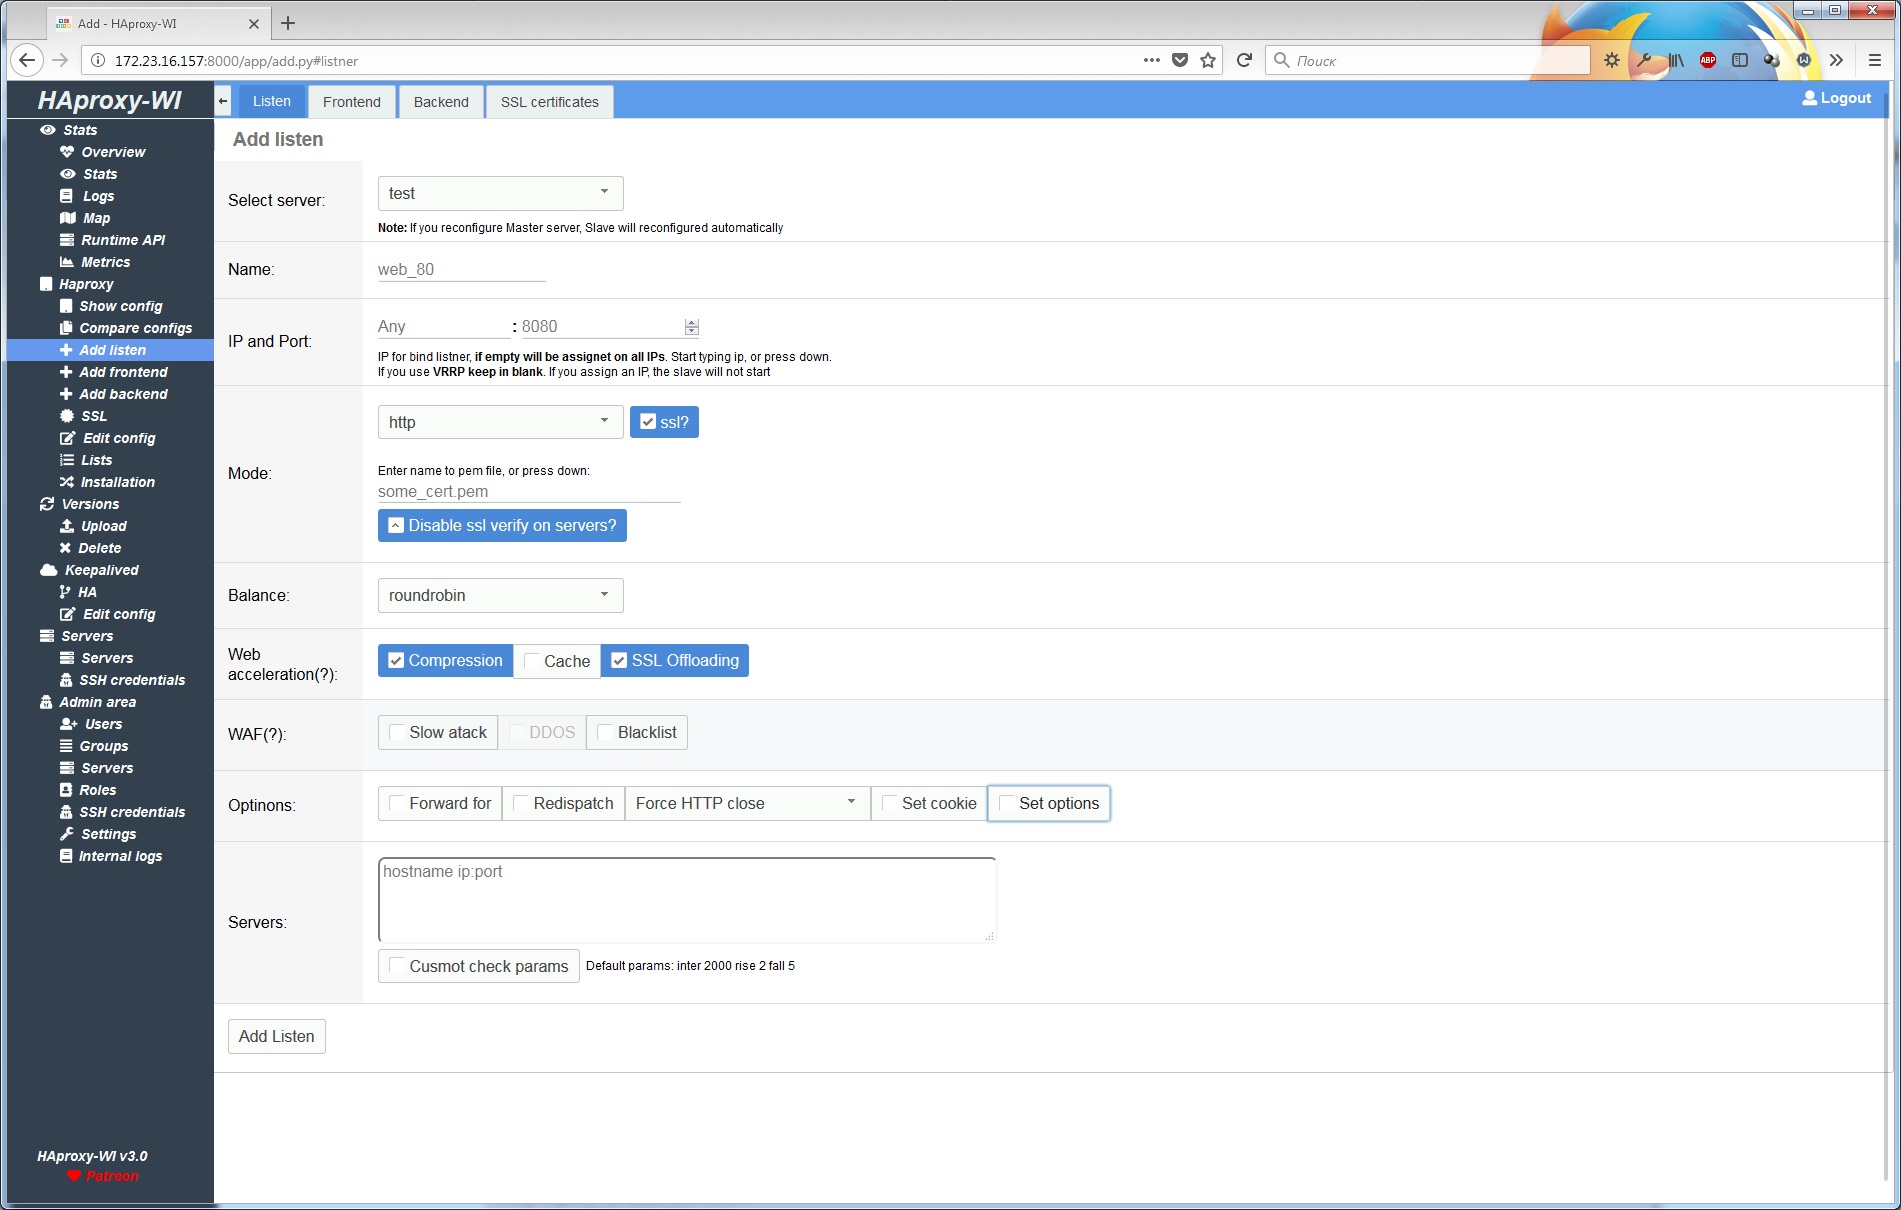 Add - HAproxy-WI
172.23.16.157:8000/app/add.py#listner
Поиск
ABP
HAproxy-WI
Listen
Frontend
Backend
SSL certificates
Logout
Stats
Overview
Stats
Logs
Map
Runtime API
Metrics
Haproxy
Show config
Compare configs
Add listen
Add frontend
Add backend
SSL
Edit config
Lists
Installation
Versions
Upload
Delete
Keepalived
HA
Edit config
Servers
Servers
SSH credentials
Admin area
Users
Groups
Servers
Roles
SSH credentials
Settings
Internal logs
HAproxy-WI v3.0
Patreon
Add listen
Select server:
test
Note: If you reconfigure Master server, Slave will reconfigured automatically
Name:
web_80
IP and Port:
Any : 8080
IP for bind listner, if empty will be assignet on all IPs. Start typing ip, or press down.
If you use VRRP keep in blank. If you assign an IP, the slave will not start
Mode:
http
ssl?
Enter name to pem file, or press down:
some_cert.pem
Disable ssl verify on servers?
Balance:
roundrobin
Web
acceleration(?):
Compression
Cache
SSL Offloading
WAF(?):
Slow atack
DDOS
Blacklist
Optinons:
Forward for
Redispatch
Force HTTP close
Set cookie
Set options
Servers:
hostname ip:port
Cusmot check params
Default params: inter 2000 rise 2 fall 5
Add Listen